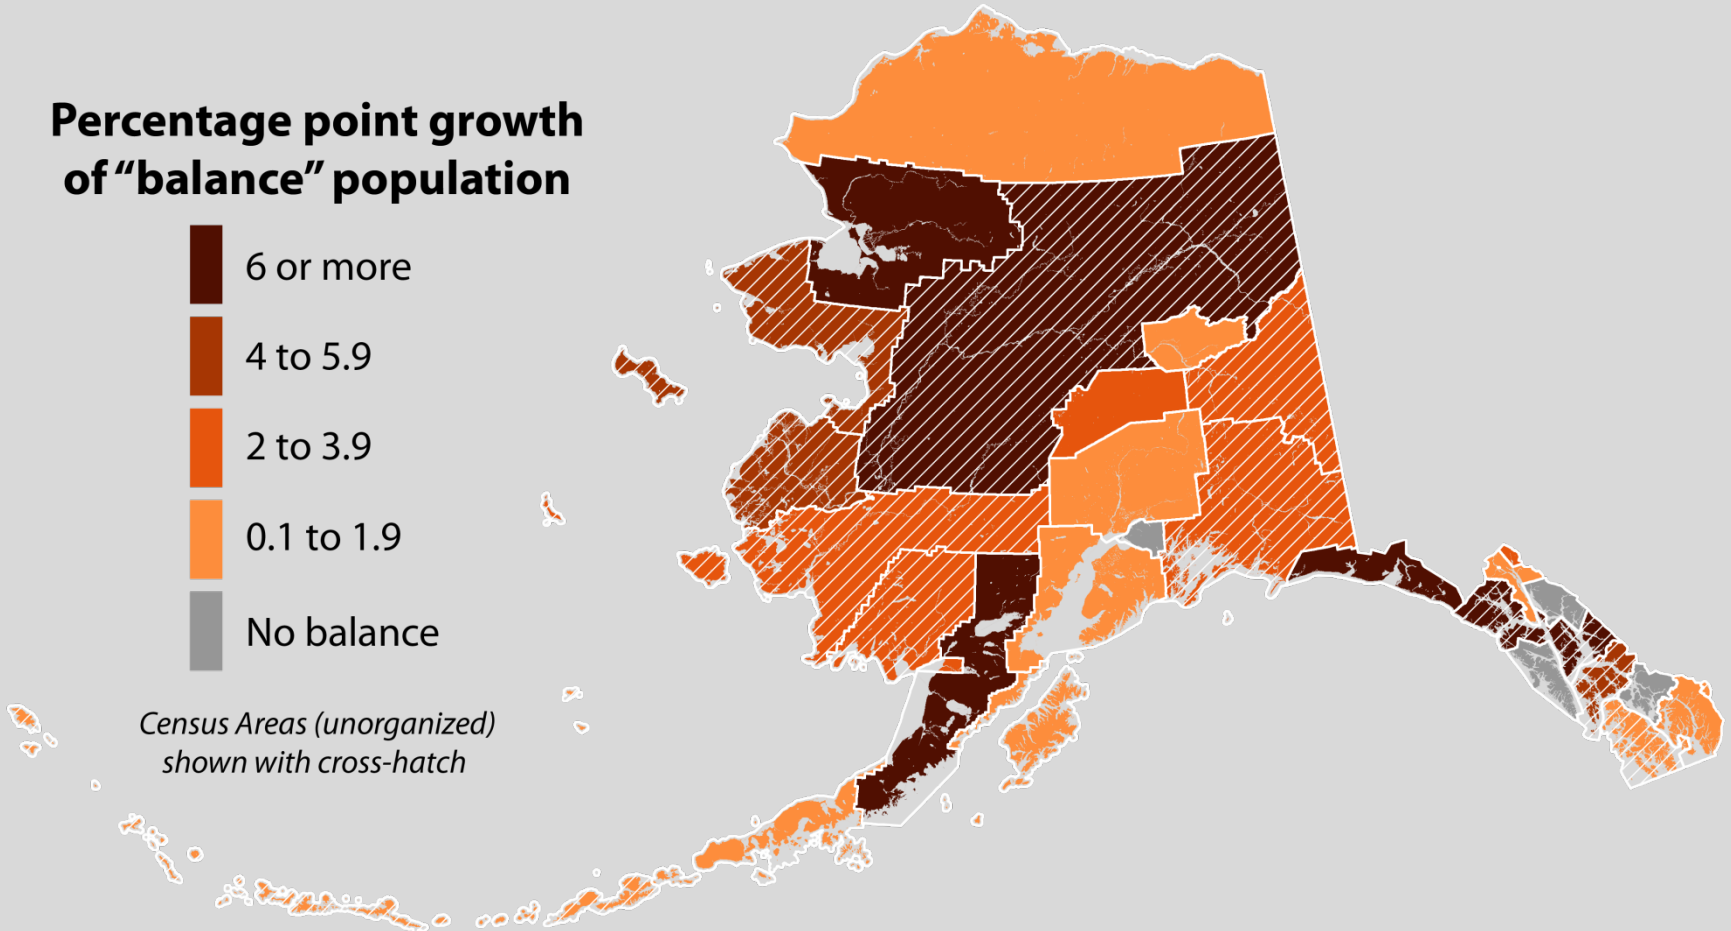 Percentage point growth
of “balance” population
6 or more
4 to 5.9
2 to 3.9
0.1 to 1.9
No balance
Census Areas (unorganized)
shown with cross-hatch